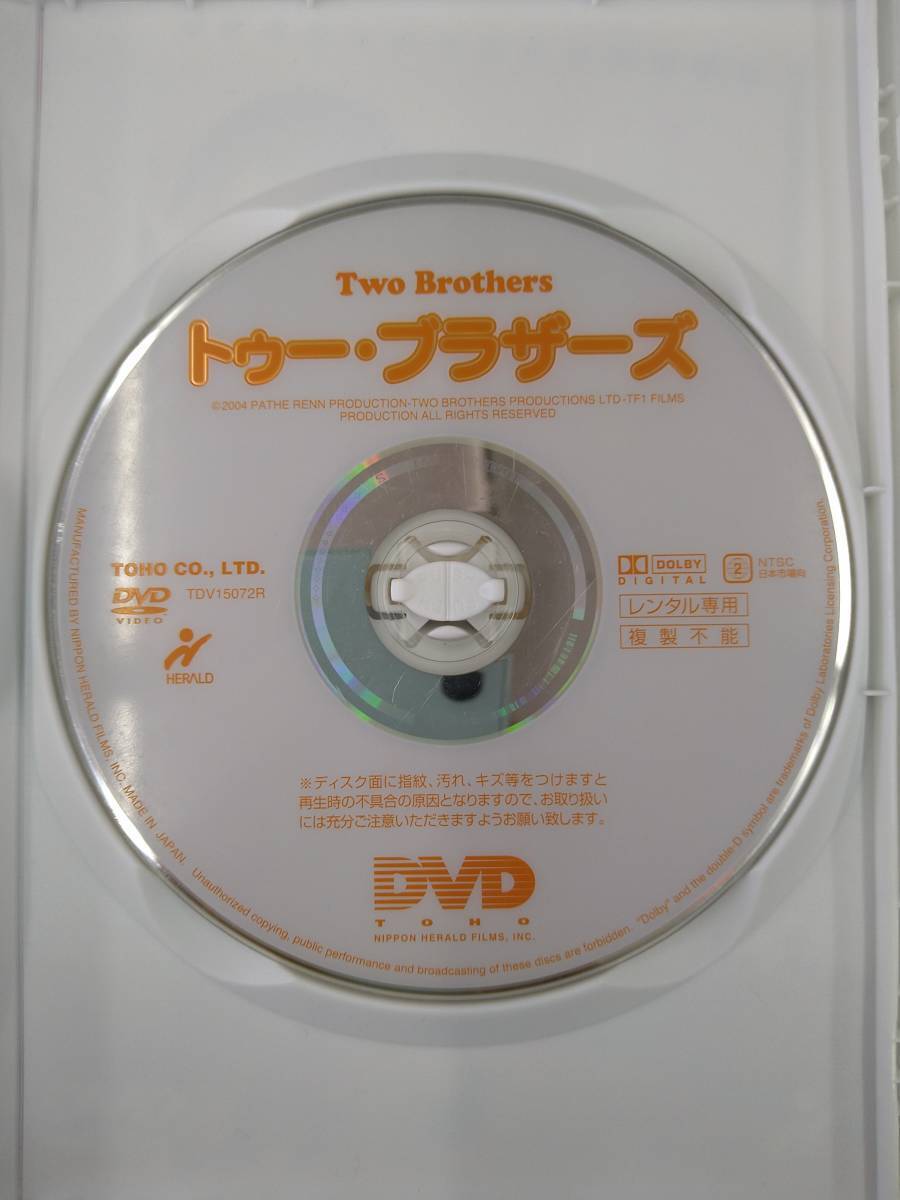 Two Brothers
トゥー・ブラザーズ
©2004 PATHE RENN PRODUCTION-TWO BROTHERS PRODUCTIONS LTD-TF1 FILMS
PRODUCTION ALL RIGHTS RESERVED
TOHO CO., LTD.
DVD
VIDEO
TDV15072R
HERALD
DOLBY
DIGITAL
2
NTSC
日本市場向
レンタル専用
複製不能
※ディスク面に指紋、汚れ、キズ等をつけますと
再生時の不具合の原因となりますので、お取り扱い
には充分ご注意いただきますようお願い致します。
DVD
TOHO
NIPPON HERALD FILMS, INC.
MANUFACTURED BY NIPPON HERALD FILMS, INC. MADE IN JAPAN.
Unauthorized copying, public performance and broadcasting of these discs are forbidden.
"Dolby" and the double-D symbol are trademarks of Dolby Laboratories Licensing Corporation.